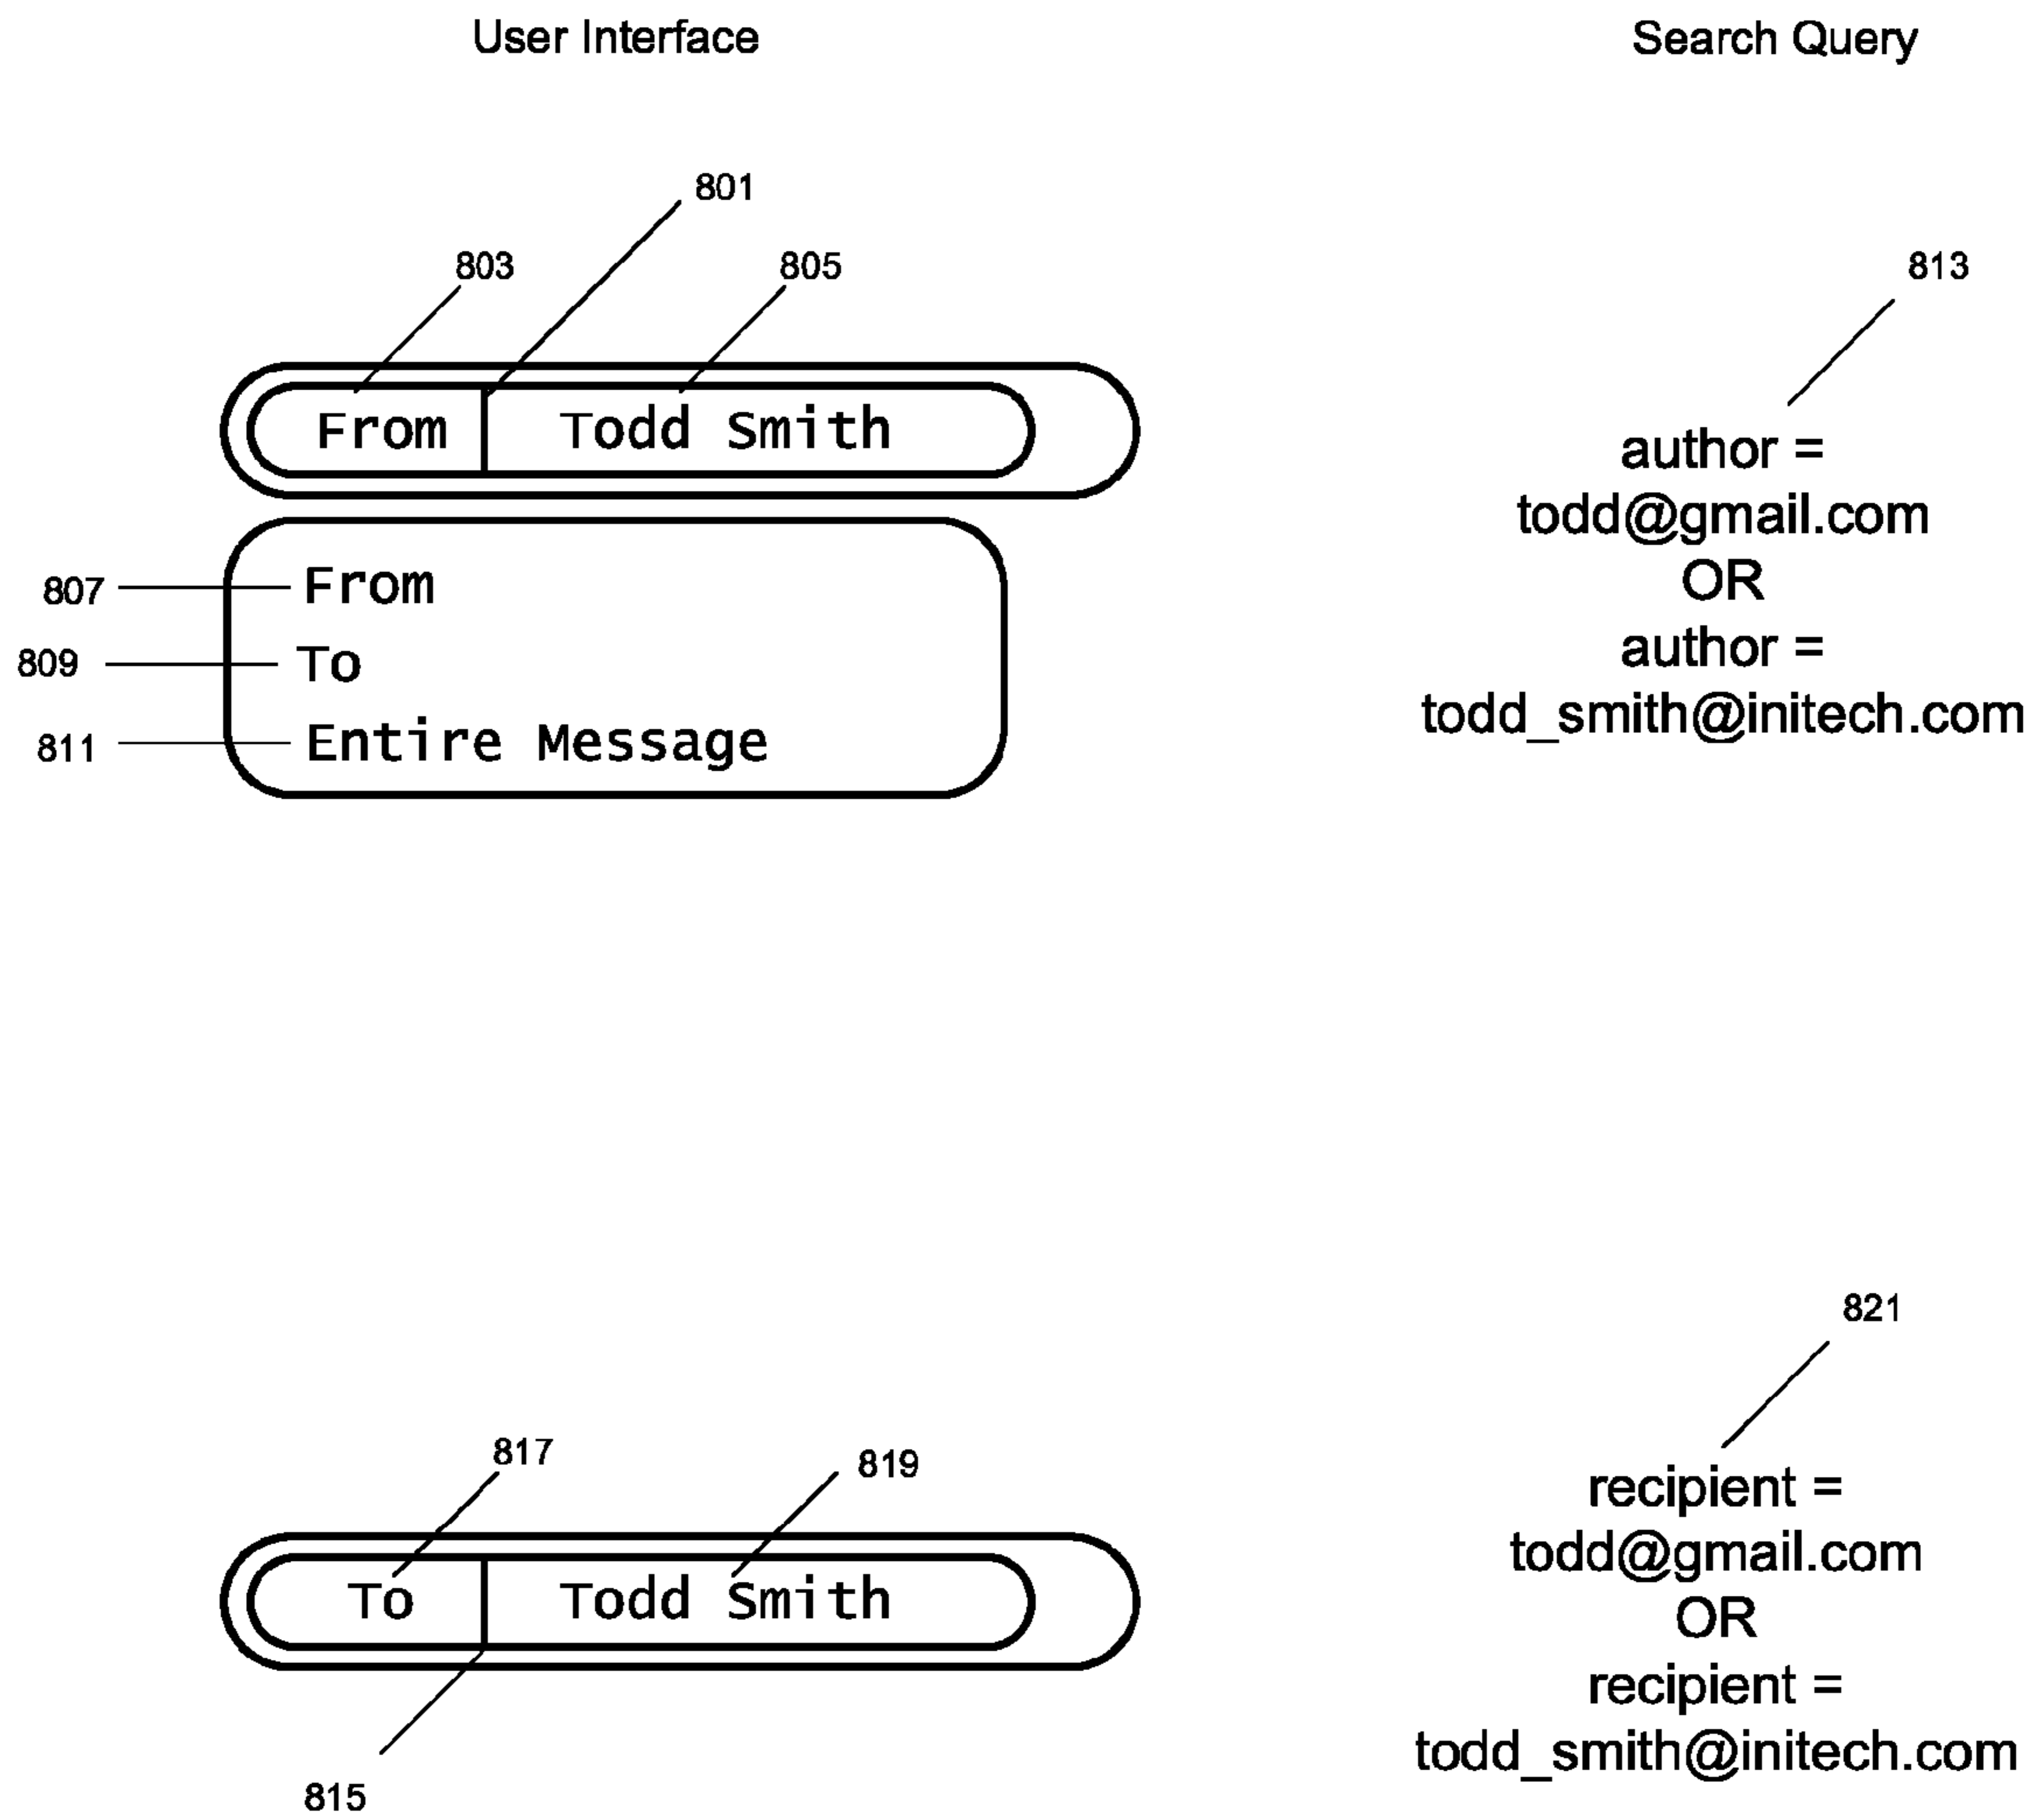 User Interface
Search Query
801
803
805
813
From
Todd Smith
author =
todd@gmail.com
OR
author =
todd_smith@initech.com
807
From
809
To
811
Entire Message
821
817
819
To
Todd Smith
recipient =
todd@gmail.com
OR
recipient =
todd_smith@initech.com
815